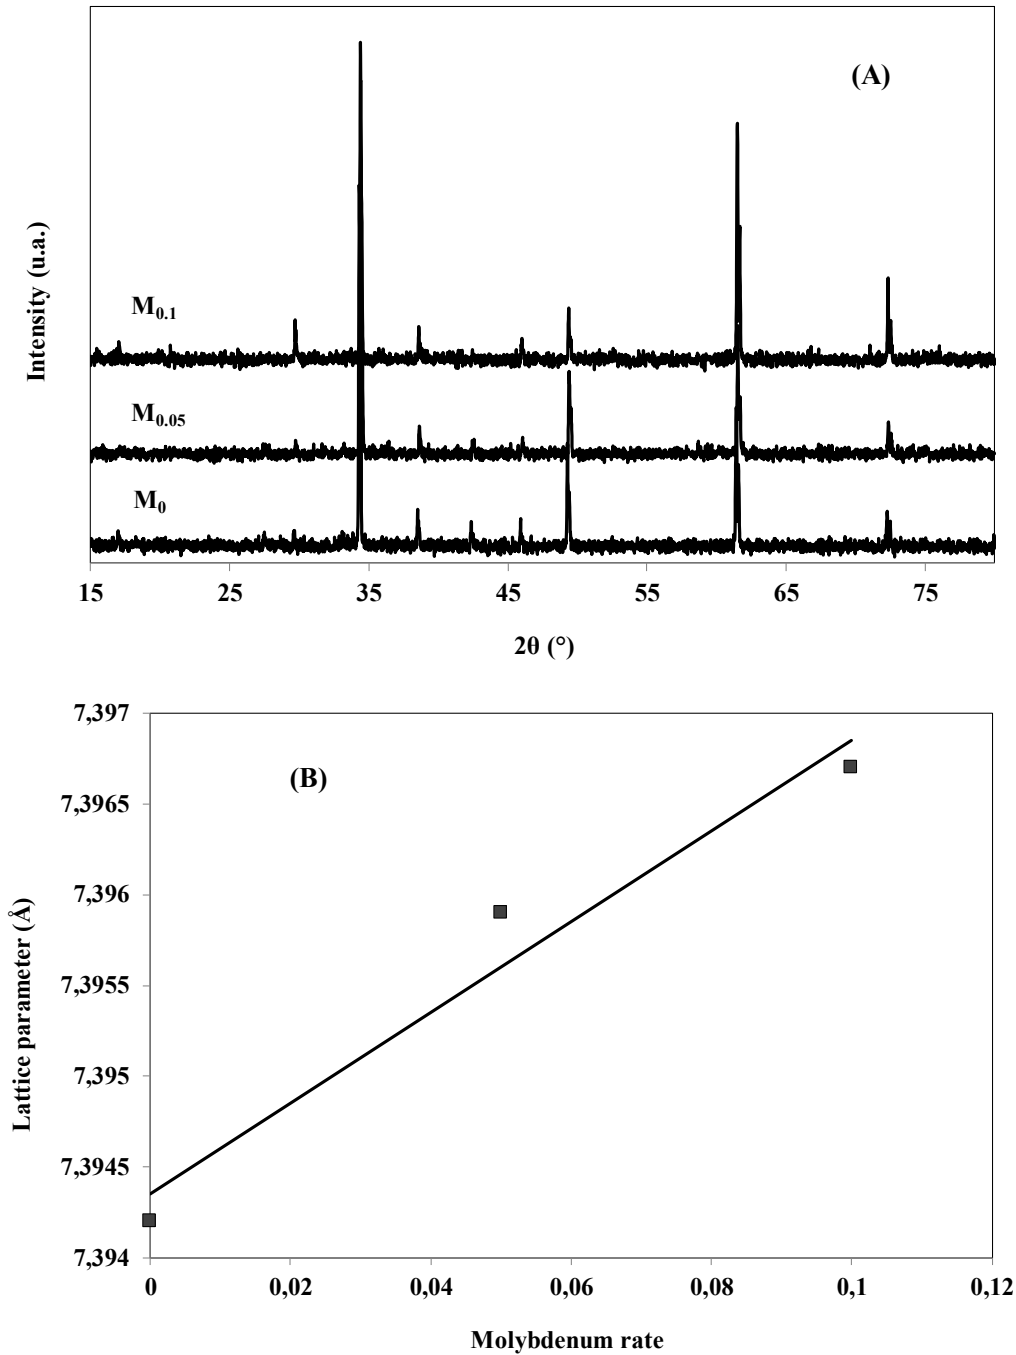 (A)
Intensity (u.a.)
M0.1
M0.05
M0
15 25 35 45 55 65 75
2θ (°)
7,397
(B)
7,3965
7,396
7,3955
7,395
7,3945
7,394
Lattice parameter (Å)
0 0,02 0,04 0,06 0,08 0,1 0,12
Molybdenum rate